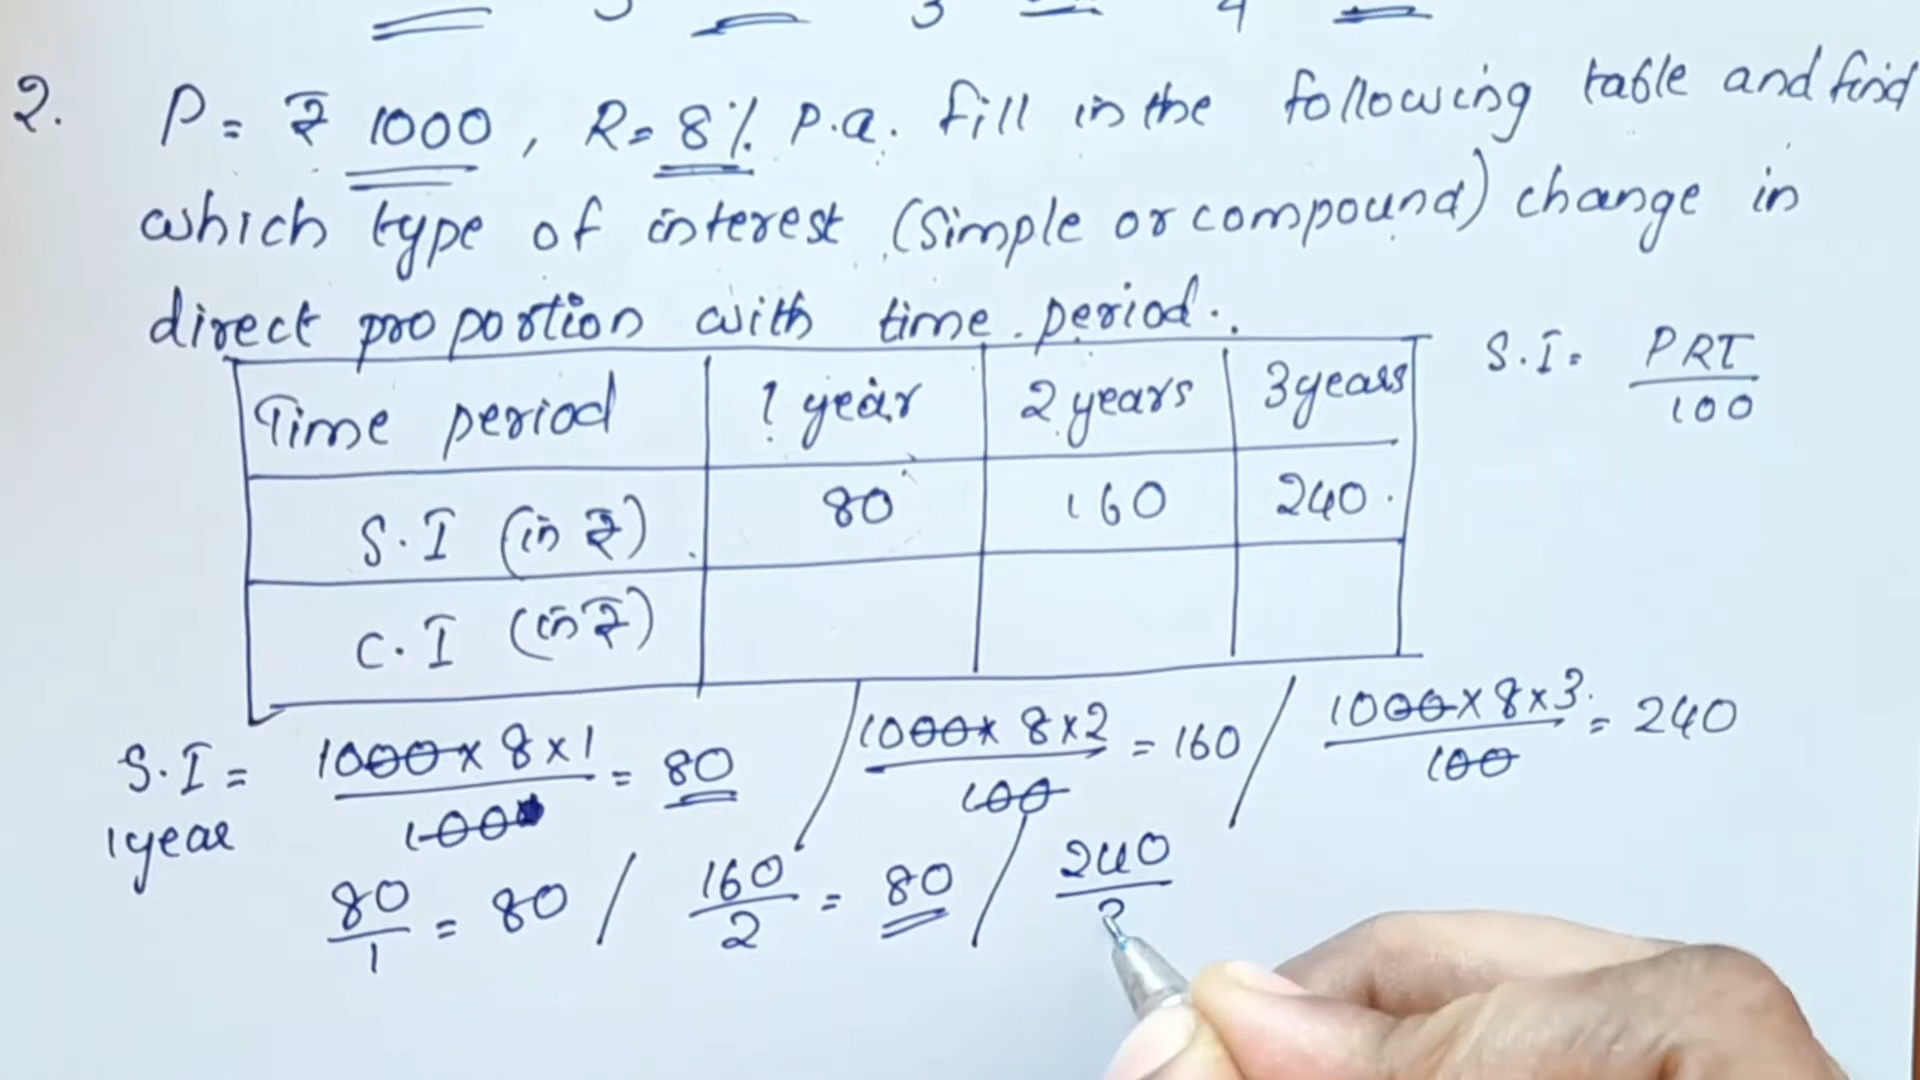 3 4
2. P = ₹ 1000, R = 8% p.a. fill in the following table and find
which type of interest (simple or compound) change in
direct proportion with time period.
S.I = PRT / 100
Time period 1 year 2 years 3 years
S.I (in ₹) 80 160 240
C.I (in ₹)
S.I = 1000 x 8 x 1 / 100 = 80 / 1000 x 8 x 2 / 100 = 160 / 1000 x 8 x 3 / 100 = 240
1 year
80/1 = 80 / 160/2 = 80 / 240/